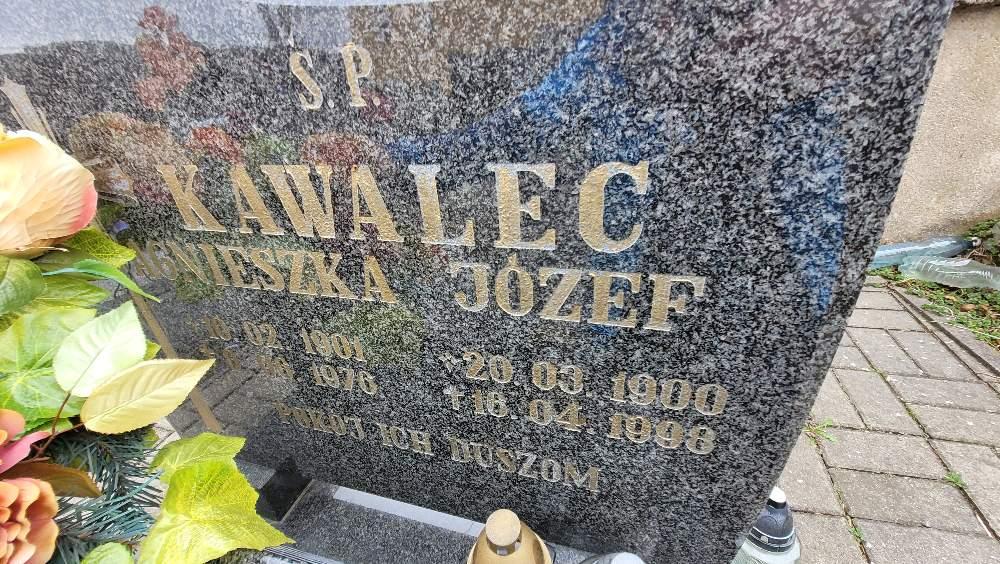 Ś.P.
KAWALEC
AGNIESZKA JÓZEF
*20 03 1900
1901
†16 04 1998
1976
POKÓJ ICH DUSZOM